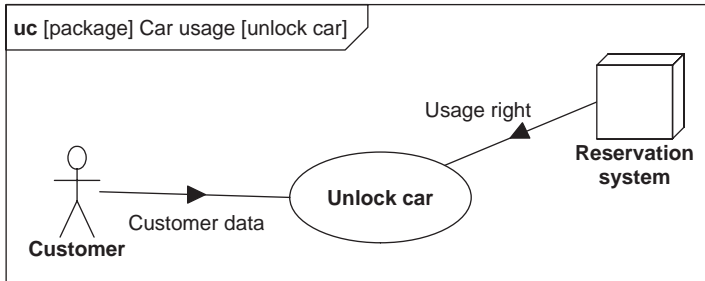 uc [package] Car usage [unlock car]
Usage right
Reservation
system
Unlock car
Customer data
Customer